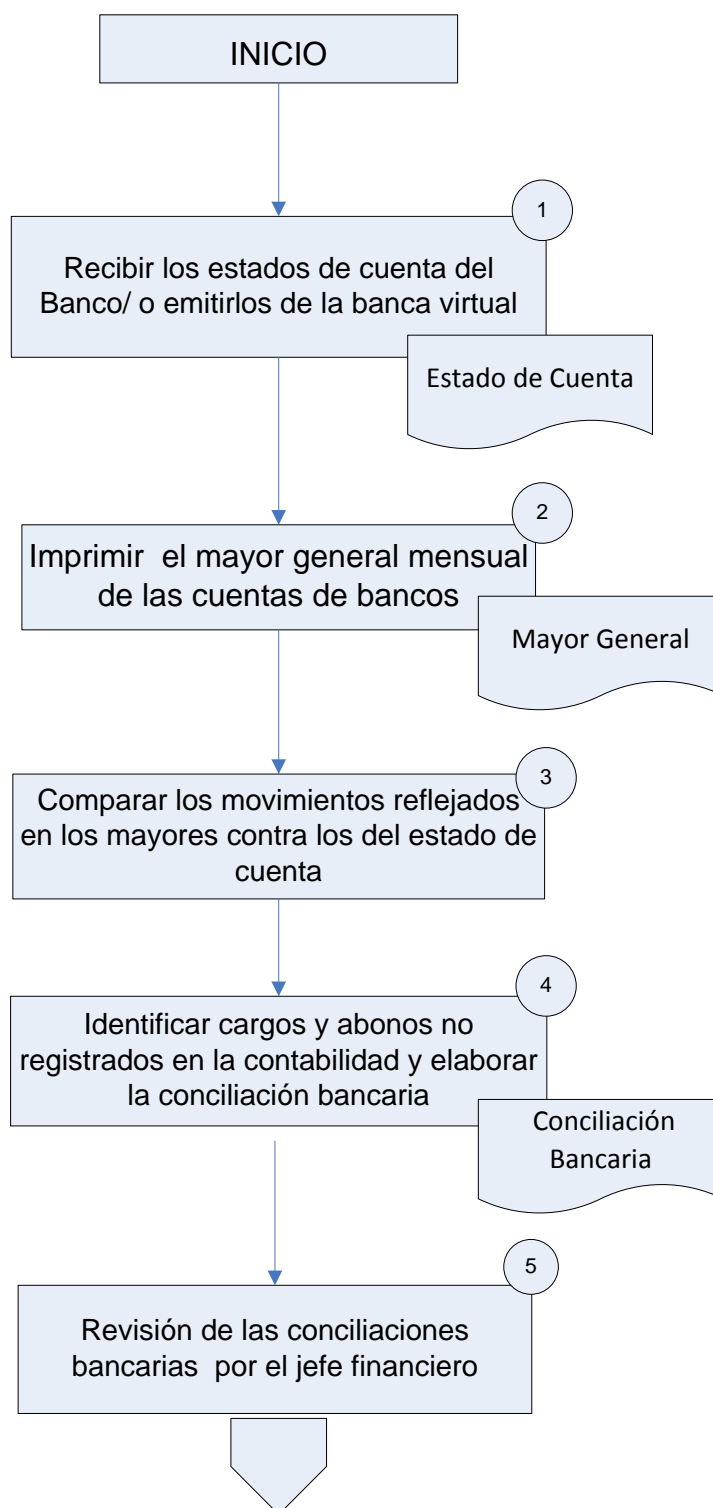 INICIO
1
Recibir los estados de cuenta del
Banco/ o emitirlos de la banca virtual
Estado de Cuenta
2
Imprimir  el mayor general mensual
de las cuentas de bancos
Mayor General
3
Comparar los movimientos reflejados
en los mayores contra los del estado de
cuenta
4
Identificar cargos y abonos no
registrados en la contabilidad y elaborar
la conciliación bancaria
Conciliación
Bancaria
5
Revisión de las conciliaciones
bancarias  por el jefe financiero